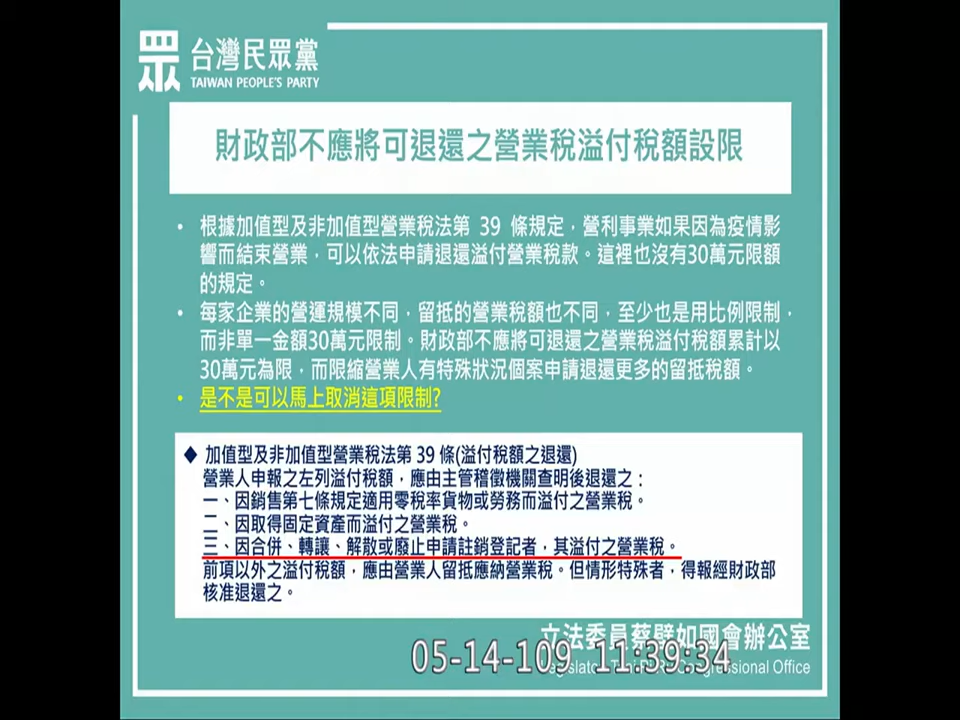 眾 台灣民眾黨
TAIWAN PEOPLE'S PARTY
財政部不應將可退還之營業稅溢付稅額設限
• 根據加值型及非加值型營業稅法第 39 條規定，營利事業如果因為疫情影
響而結束營業，可以依法申請退還溢付營業稅款。這裡也沒有30萬元限額
的規定。
• 每家企業的營運規模不同，留抵的營業稅額也不同，至少也是用比例限制，
而非單一金額30萬元限制。財政部不應將可退還之營業稅溢付稅額累計以
30萬元為限，而限縮營業人有特殊狀況個案申請退還更多的留抵稅額。
• 是不是可以馬上取消這項限制?
◆ 加值型及非加值型營業稅法第 39 條(溢付稅額之退還)
營業人申報之左列溢付稅額，應由主管稽徵機關查明後退還之：
一、因銷售第七條規定適用零稅率貨物或勞務而溢付之營業稅。
二、因取得固定資產而溢付之營業稅。
三、因合併、轉讓、解散或廢止申請註銷登記者，其溢付之營業稅。
前項以外之溢付稅額，應由營業人留抵應納營業稅。但情形特殊者，得報經財政部
核准退還之。
立法委員蔡壁如國會辦公室
05-14-109 11:39:34
Congressional Office